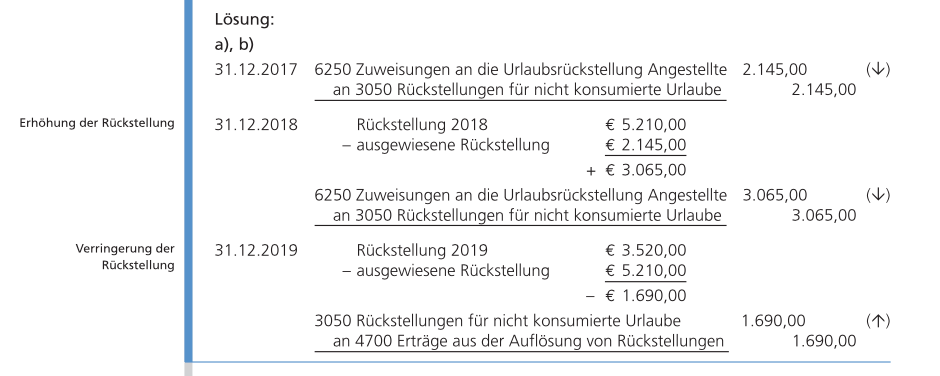 Lösung:
a), b)
31.12.2017 6250 Zuweisungen an die Urlaubsrückstellung Angestellte 2.145,00 (↓)
an 3050 Rückstellungen für nicht konsumierte Urlaube 2.145,00
Erhöhung der Rückstellung 31.12.2018 Rückstellung 2018 € 5.210,00
– ausgewiesene Rückstellung € 2.145,00
+ € 3.065,00
6250 Zuweisungen an die Urlaubsrückstellung Angestellte 3.065,00 (↓)
an 3050 Rückstellungen für nicht konsumierte Urlaube 3.065,00
Verringerung der 31.12.2019 Rückstellung 2019 € 3.520,00
Rückstellung – ausgewiesene Rückstellung € 5.210,00
– € 1.690,00
3050 Rückstellungen für nicht konsumierte Urlaube 1.690,00 (↑)
an 4700 Erträge aus der Auflösung von Rückstellungen 1.690,00